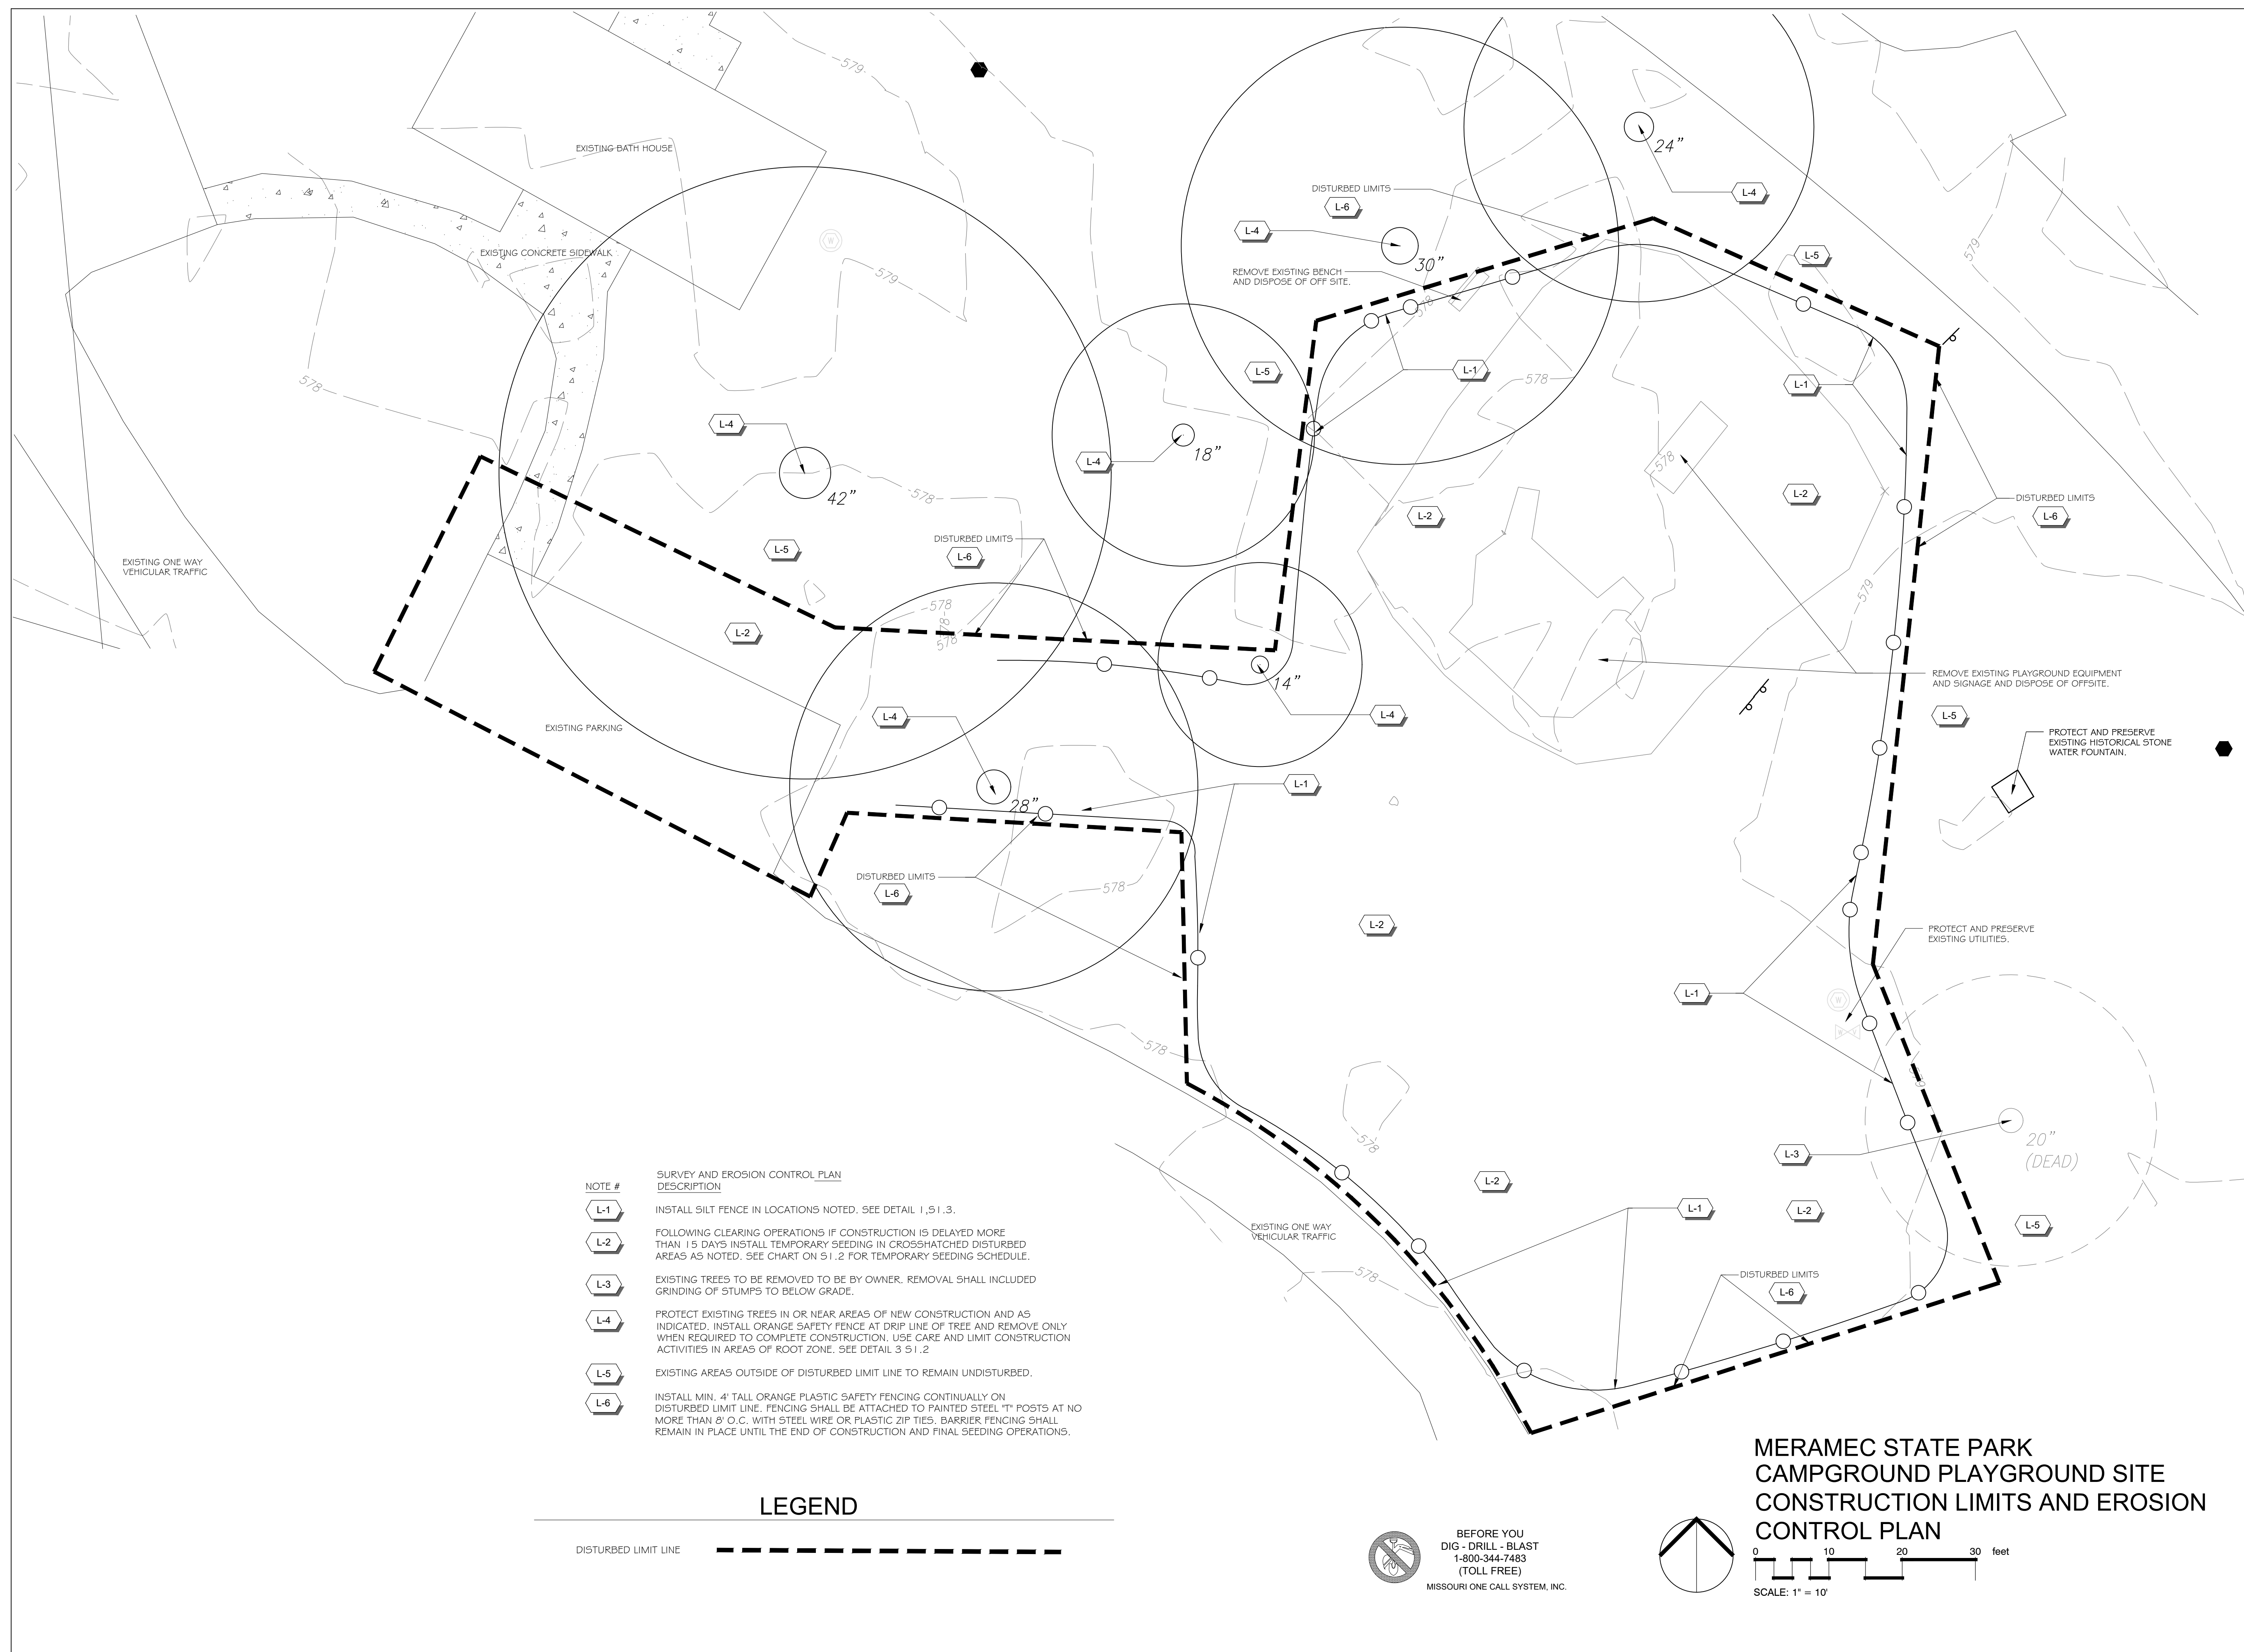 579
EXISTING BATH HOUSE
24”
DISTURBED LIMITS
L-4
L-6
L-4
W
EXISTING CONCRETE SIDEWALK
30”
L-5
579
579
REMOVE EXISTING BENCH
AND DISPOSE OF OFF SITE.
578
578
L-5
L-1
578
L-1
L-4
18”
L-4
578
42”
578
L-2
DISTURBED LIMITS
L-6
L-2
DISTURBED LIMITS
L-6
L-5
EXISTING ONE WAY
VEHICULAR TRAFFIC
579
578
578
578
L-2
REMOVE EXISTING PLAYGROUND EQUIPMENT
AND SIGNAGE AND DISPOSE OF OFFSITE.
14”
L-4
L-4
L-5
EXISTING PARKING
PROTECT AND PRESERVE
EXISTING HISTORICAL STONE
WATER FOUNTAIN.
L-1
28”
DISTURBED LIMITS
L-6
578
L-2
PROTECT AND PRESERVE
EXISTING UTILITIES.
L-1
W
578
578
20”
(DEAD)
L-3
L-2
L-1
L-2
L-5
EXISTING ONE WAY
VEHICULAR TRAFFIC
578
DISTURBED LIMITS
L-6
SURVEY AND EROSION CONTROL PLAN
NOTE # DESCRIPTION
L-1 INSTALL SILT FENCE IN LOCATIONS NOTED. SEE DETAIL 1,S1.3.
L-2 FOLLOWING CLEARING OPERATIONS IF CONSTRUCTION IS DELAYED MORE
THAN 15 DAYS INSTALL TEMPORARY SEEDING IN CROSSHATCHED DISTURBED
AREAS AS NOTED. SEE CHART ON S1.2 FOR TEMPORARY SEEDING SCHEDULE.
L-3 EXISTING TREES TO BE REMOVED TO BE BY OWNER. REMOVAL SHALL INCLUDED
GRINDING OF STUMPS TO BELOW GRADE.
L-4 PROTECT EXISTING TREES IN OR NEAR AREAS OF NEW CONSTRUCTION AND AS
INDICATED. INSTALL ORANGE SAFETY FENCE AT DRIP LINE OF TREE AND REMOVE ONLY
WHEN REQUIRED TO COMPLETE CONSTRUCTION. USE CARE AND LIMIT CONSTRUCTION
ACTIVITIES IN AREAS OF ROOT ZONE. SEE DETAIL 3 S1.2
L-5 EXISTING AREAS OUTSIDE OF DISTURBED LIMIT LINE TO REMAIN UNDISTURBED.
L-6 INSTALL MIN. 4' TALL ORANGE PLASTIC SAFETY FENCING CONTINUALLY ON
DISTURBED LIMIT LINE. FENCING SHALL BE ATTACHED TO PAINTED STEEL "T" POSTS AT NO
MORE THAN 8' O.C. WITH STEEL WIRE OR PLASTIC ZIP TIES. BARRIER FENCING SHALL
REMAIN IN PLACE UNTIL THE END OF CONSTRUCTION AND FINAL SEEDING OPERATIONS.
LEGEND
DISTURBED LIMIT LINE
BEFORE YOU
DIG - DRILL - BLAST
1-800-344-7483
(TOLL FREE)
MISSOURI ONE CALL SYSTEM, INC.
MERAMEC STATE PARK
CAMPGROUND PLAYGROUND SITE
CONSTRUCTION LIMITS AND EROSION
CONTROL PLAN
0 10 20 30 feet
SCALE: 1" = 10'